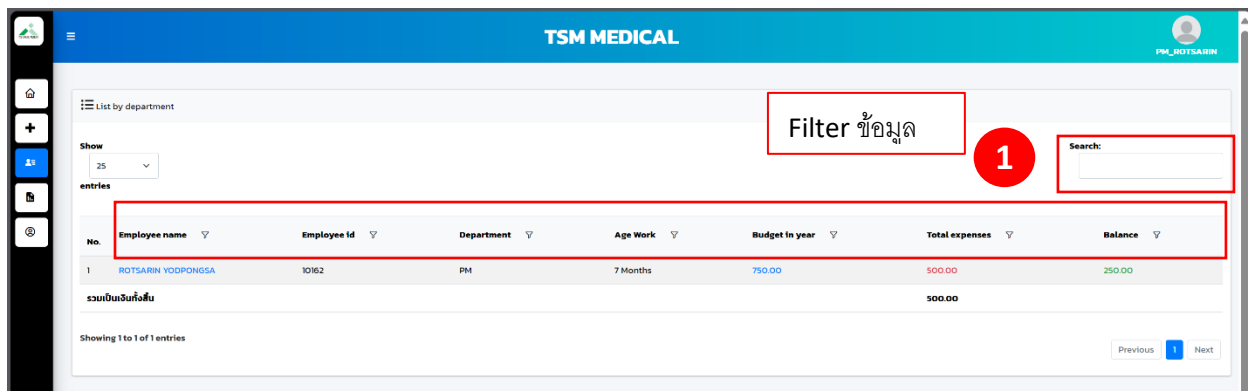 TSM MEDICAL
PM_ROTSARIN
List by department
Filter ข้อมูล
1
Show
25
entries
Search:
No. Employee name Employee id Department Age Work Budget in year Total expenses Balance
1 ROTSARIN YODPONGSA 10162 PM 7 Months 750.00 500.00 250.00
รวมเป็นเงินทั้งสิ้น 500.00
Showing 1 to 1 of 1 entries
Previous 1 Next